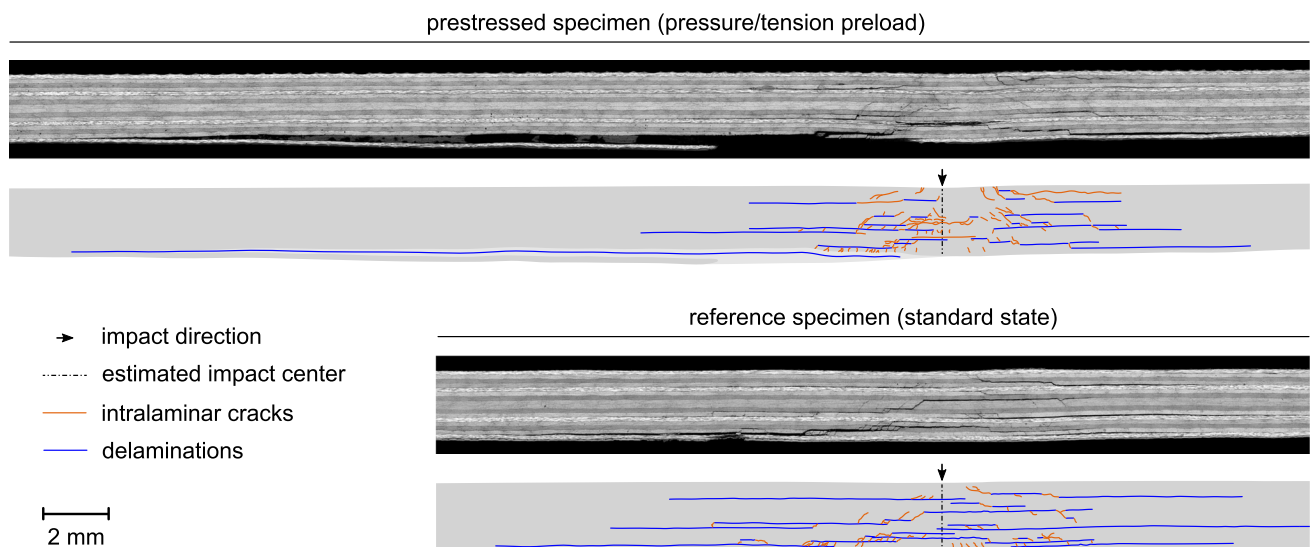 prestressed specimen (pressure/tension preload)
reference specimen (standard state)
impact direction
estimated impact center
intralaminar cracks
delaminations
2 mm